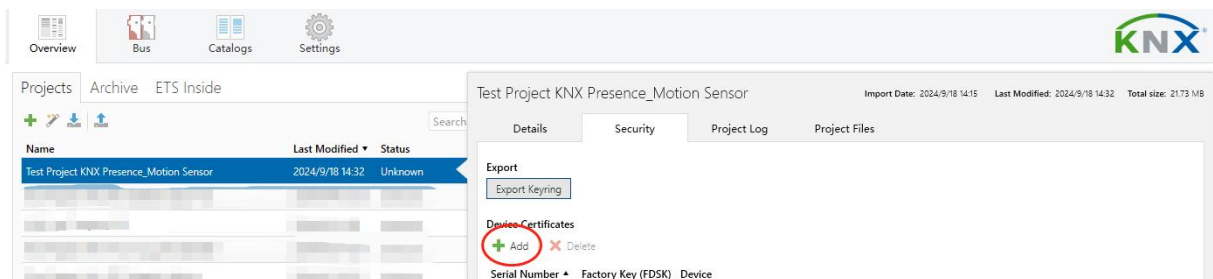 Overview Bus Catalogs Settings
KNX
Projects Archive ETS Inside
Search
Name Last Modified Status
Test Project KNX Presence_Motion Sensor 2024/9/18 14:32 Unknown
Test Project KNX Presence_Motion Sensor Import Date: 2024/9/18 14:15 Last Modified: 2024/9/18 14:32 Total size: 21.73 MB
Details Security Project Log Project Files
Export
Export Keyring
Device Certificates
Add Delete
Serial Number Factory Key (FDSK) Device